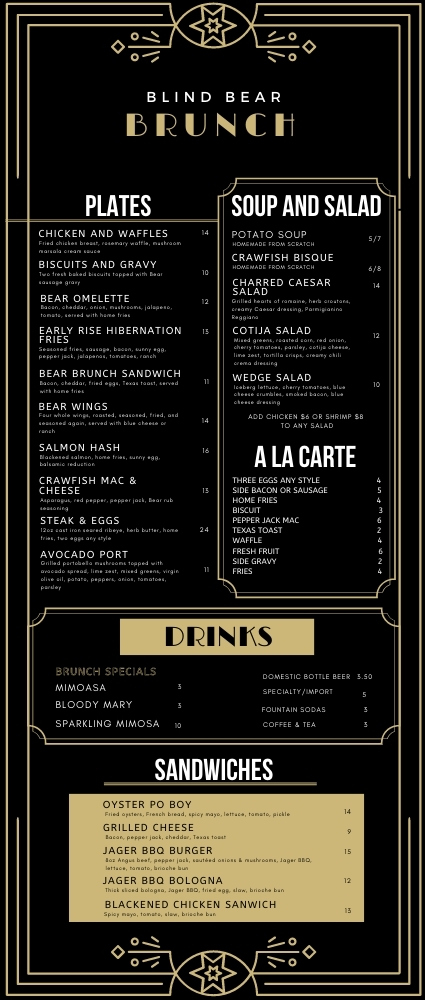 BLIND BEAR
BRUNCH
PLATES
CHICKEN AND WAFFLES 14
Fried chicken breast, rosemary waffle, mushroom
marsala cream sauce
BISCUITS AND GRAVY 10
Two fresh baked biscuits topped with Bear
sausage gravy
BEAR OMELETTE 12
Bacon, cheddar, onion, mushrooms, jalapeno,
tomato, served with home fries
EARLY RISE HIBERNATION 15
FRIES
Seasoned fries, sausage, bacon, sunny egg,
pepper jack, jalapenos, tomatoes, ranch
BEAR BRUNCH SANDWICH 11
Bacon, cheddar, fried eggs, Texas toast, served
with home fries
BEAR WINGS 14
Four whole wings, roasted, seasoned, fried, and
seasoned again, served with blue cheese or
ranch
SALMON HASH 16
Blackened salmon, home fries, sunny egg,
balsamic reduction
CRAWFISH MAC & 15
CHEESE
Asparagus, red pepper, pepper jack, Bear rub
seasoning
STEAK & EGGS 24
12oz cast iron seared ribeye, herb butter, home
fries, two eggs any style
AVOCADO PORT 11
Grilled portobello mushrooms topped with
avocado spread, lime zest, mixed greens, virgin
olive oil, potato, peppers, onion, tomatoes,
parsley
SOUP AND SALAD
POTATO SOUP 5/7
HOMEMADE FROM SCRATCH
CRAWFISH BISQUE 6/8
HOMEMADE FROM SCRATCH
CHARRED CAESAR 14
SALAD
Grilled hearts of romaine, herb croutons,
creamy Caesar dressing, Parmigianino
Reggiano
COTIJA SALAD 12
Mixed greens, roasted corn, red onion,
cherry tomatoes, parsley, cotija cheese,
lime zest, tortilla crisps, creamy chili
crema dressing
WEDGE SALAD 10
Iceberg lettuce, cherry tomatoes, blue
cheese crumbles, smoked bacon, blue
cheese dressing
ADD CHICKEN $6 OR SHRIMP $8
TO ANY SALAD
A LA CARTE
THREE EGGS ANY STYLE 4
SIDE BACON OR SAUSAGE 5
HOME FRIES 4
BISCUIT 3
PEPPER JACK MAC 6
TEXAS TOAST 2
WAFFLE 4
FRESH FRUIT 6
SIDE GRAVY 2
FRIES 4
DRINKS
BRUNCH SPECIALS
MIMOASA 3
BLOODY MARY 3
SPARKLING MIMOSA 10
DOMESTIC BOTTLE BEER 3.50
SPECIALTY/IMPORT 5
FOUNTAIN SODAS 3
COFFEE & TEA 3
SANDWICHES
OYSTER PO BOY 14
Fried oysters, French bread, spicy mayo, lettuce, tomato, pickle
GRILLED CHEESE 9
Bacon, pepper jack, cheddar, Texas toast
JAGER BBQ BURGER 15
8oz Angus beef, pepper jack, sautéed onions & mushrooms, Jager BBQ,
lettuce, tomato, brioche bun
JAGER BBQ BOLOGNA 12
Thick sliced bologna, Jager BBQ, fried egg, slaw, brioche bun
BLACKENED CHICKEN SANWICH 13
Spicy mayo, tomato, slaw, brioche bun